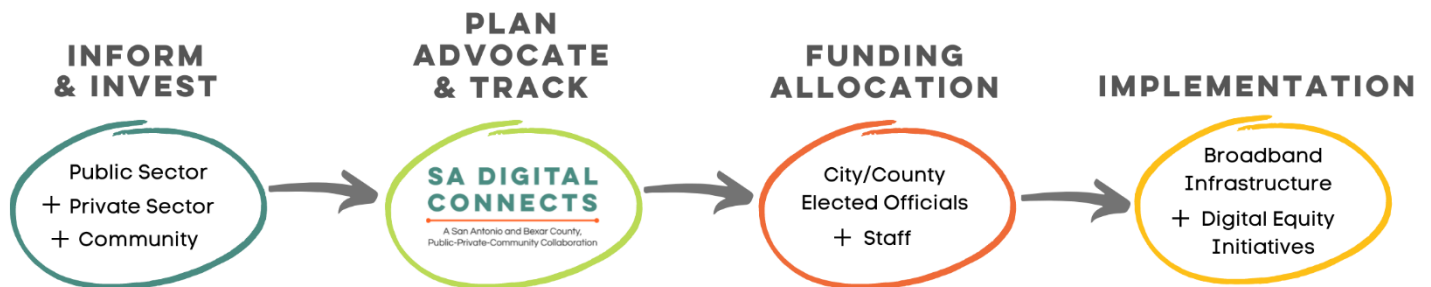 INFORM
& INVEST
Public Sector
+ Private Sector
+ Community
PLAN
ADVOCATE
& TRACK
SA DIGITAL
CONNECTS
A San Antonio and Bexar County,
Public-Private-Community Collaboration
FUNDING
ALLOCATION
City/County
Elected Officials
+ Staff
IMPLEMENTATION
Broadband
Infrastructure
+ Digital Equity
Initiatives